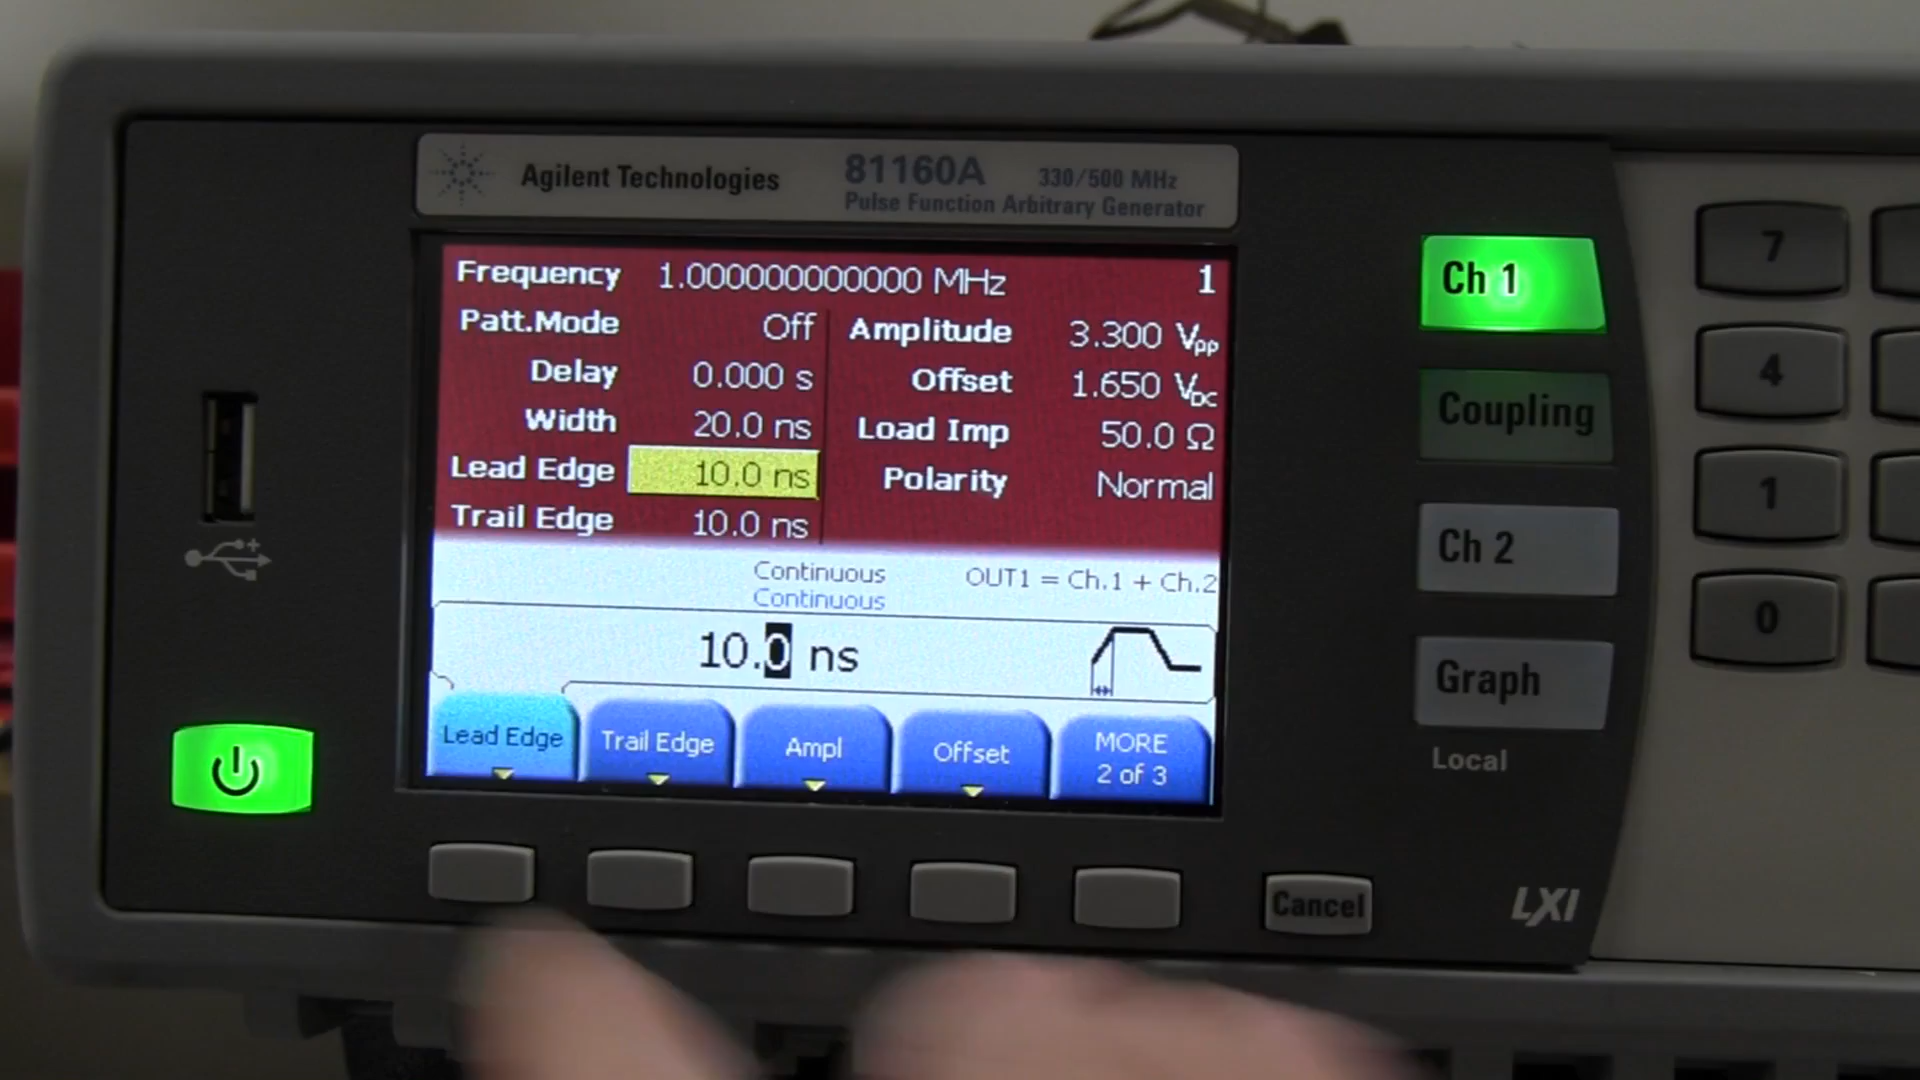 Agilent Technologies 81160A 330/500 MHz
Pulse Function Arbitrary Generator
Frequency 1.000000000000 MHz 1
Patt.Mode Off Amplitude 3.300 Vpp
Delay 0.000 s Offset 1.650 VDC
Width 20.0 ns Load Imp 50.0 Ω
Lead Edge 10.0 ns Polarity Normal
Trail Edge 10.0 ns
Continuous OUT1 = Ch.1 + Ch.2
Continuous
10.0 ns
Lead Edge Trail Edge Ampl Offset MORE
2 of 3
Ch 1
Coupling
Ch 2
Graph
Local
7
4
1
0
Cancel
LXI